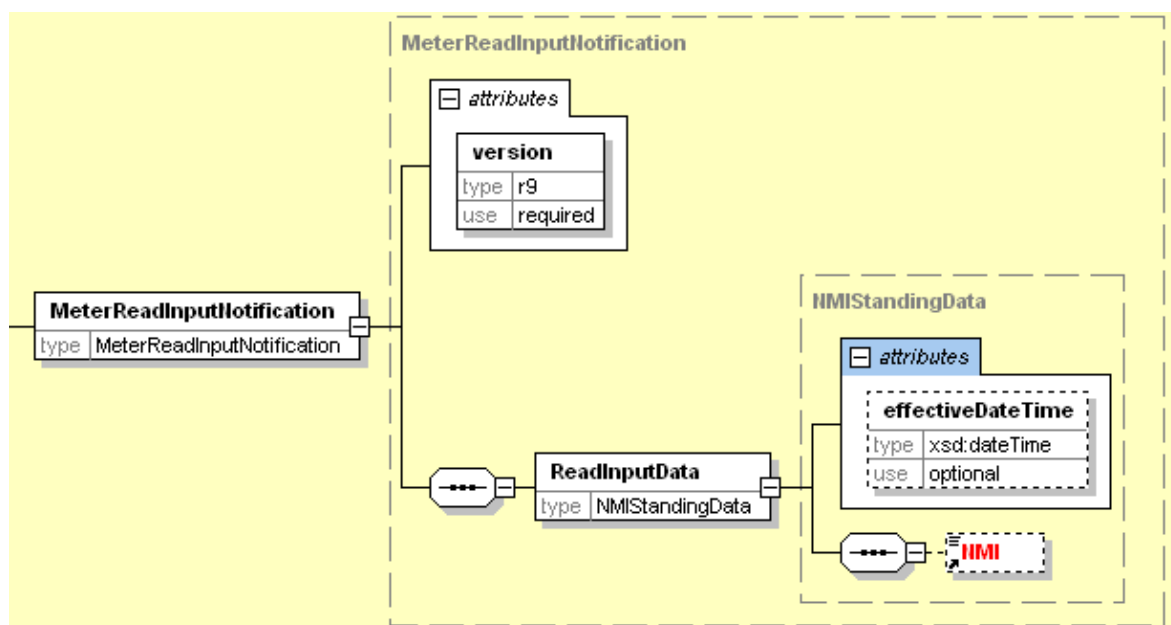 MeterReadInputNotification
attributes
version
type r9
use required
MeterReadInputNotification
type MeterReadInputNotification
NMIStandingData
attributes
effectiveDateTime
type xsd:dateTime
use optional
ReadInputData
type NMIStandingData
NMI